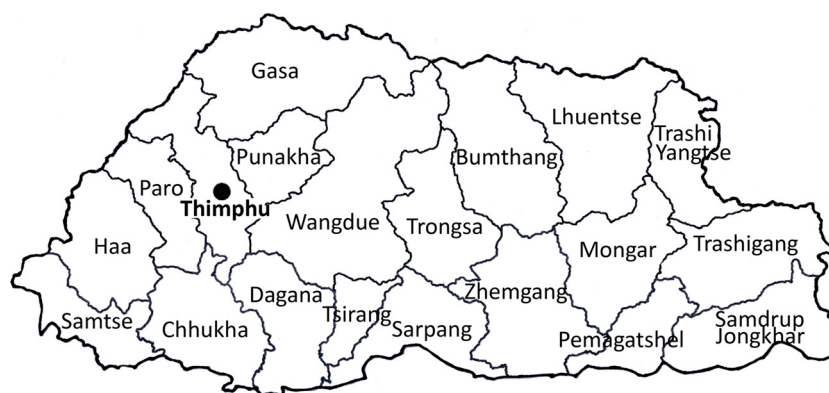 Gasa
Lhuentse
Trashi
Yangtse
Punakha
Bumthang
Paro
Thimphu
Wangdue
Trongsa
Haa
Mongar
Trashigang
Dagana
Zhemgang
Tsirang
Samtse
Chhukha
Sarpang
Pemagatshel
Samdrup
Jongkhar